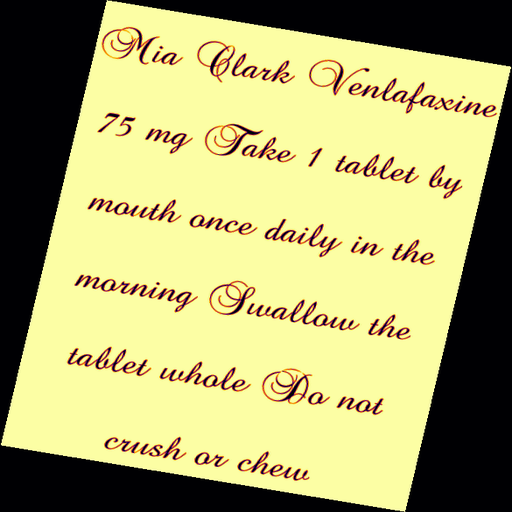 Mia Clark Venlafaxine
75 mg Take 1 tablet by
mouth once daily in the
morning Swallow the
tablet whole Do not
crush or chew